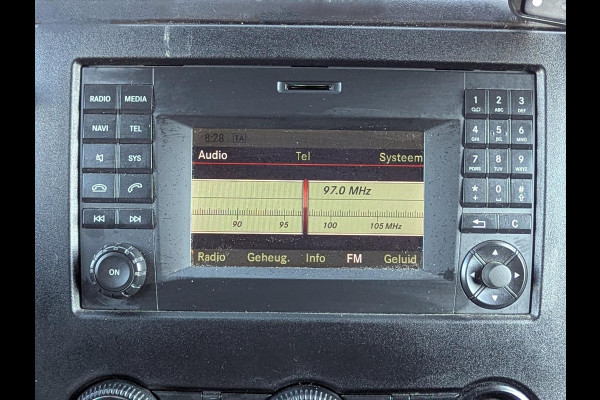 RADIO MEDIA
NAVI TEL
SYS
ON
8:28 TA
Audio Tel Systeem
97.0 MHz
90 95 100 105 MHz
Radio Geheug. Info FM Geluid
1 2 ABC 3 DEF
4 GHI 5 JKL 6 MNO
7 PQRS 8 TUV 9 WXYZ
* 0 #
C